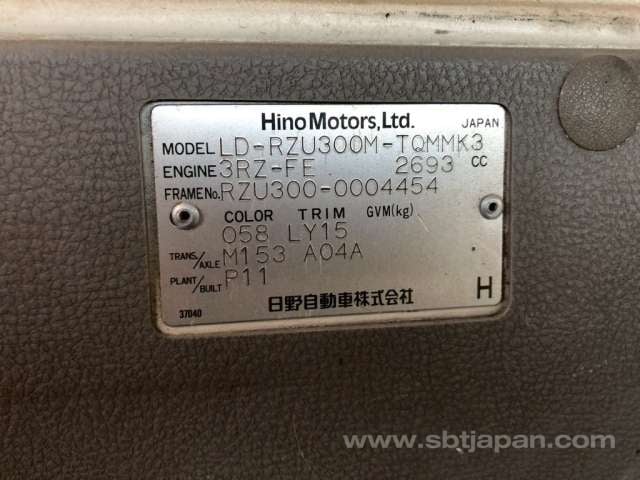 Hino Motors, Ltd. JAPAN
MODEL LD-RZU300M-TQMMK3
ENGINE 3RZ-FE 2693 CC
FRAME No. RZU300-0004454
COLOR TRIM GVM(kg)
058 LY15
TRANS./AXLE M153 A04A
PLANT/BUILT P11
37040 日野自動車株式会社 H
www.sbtjapan.com